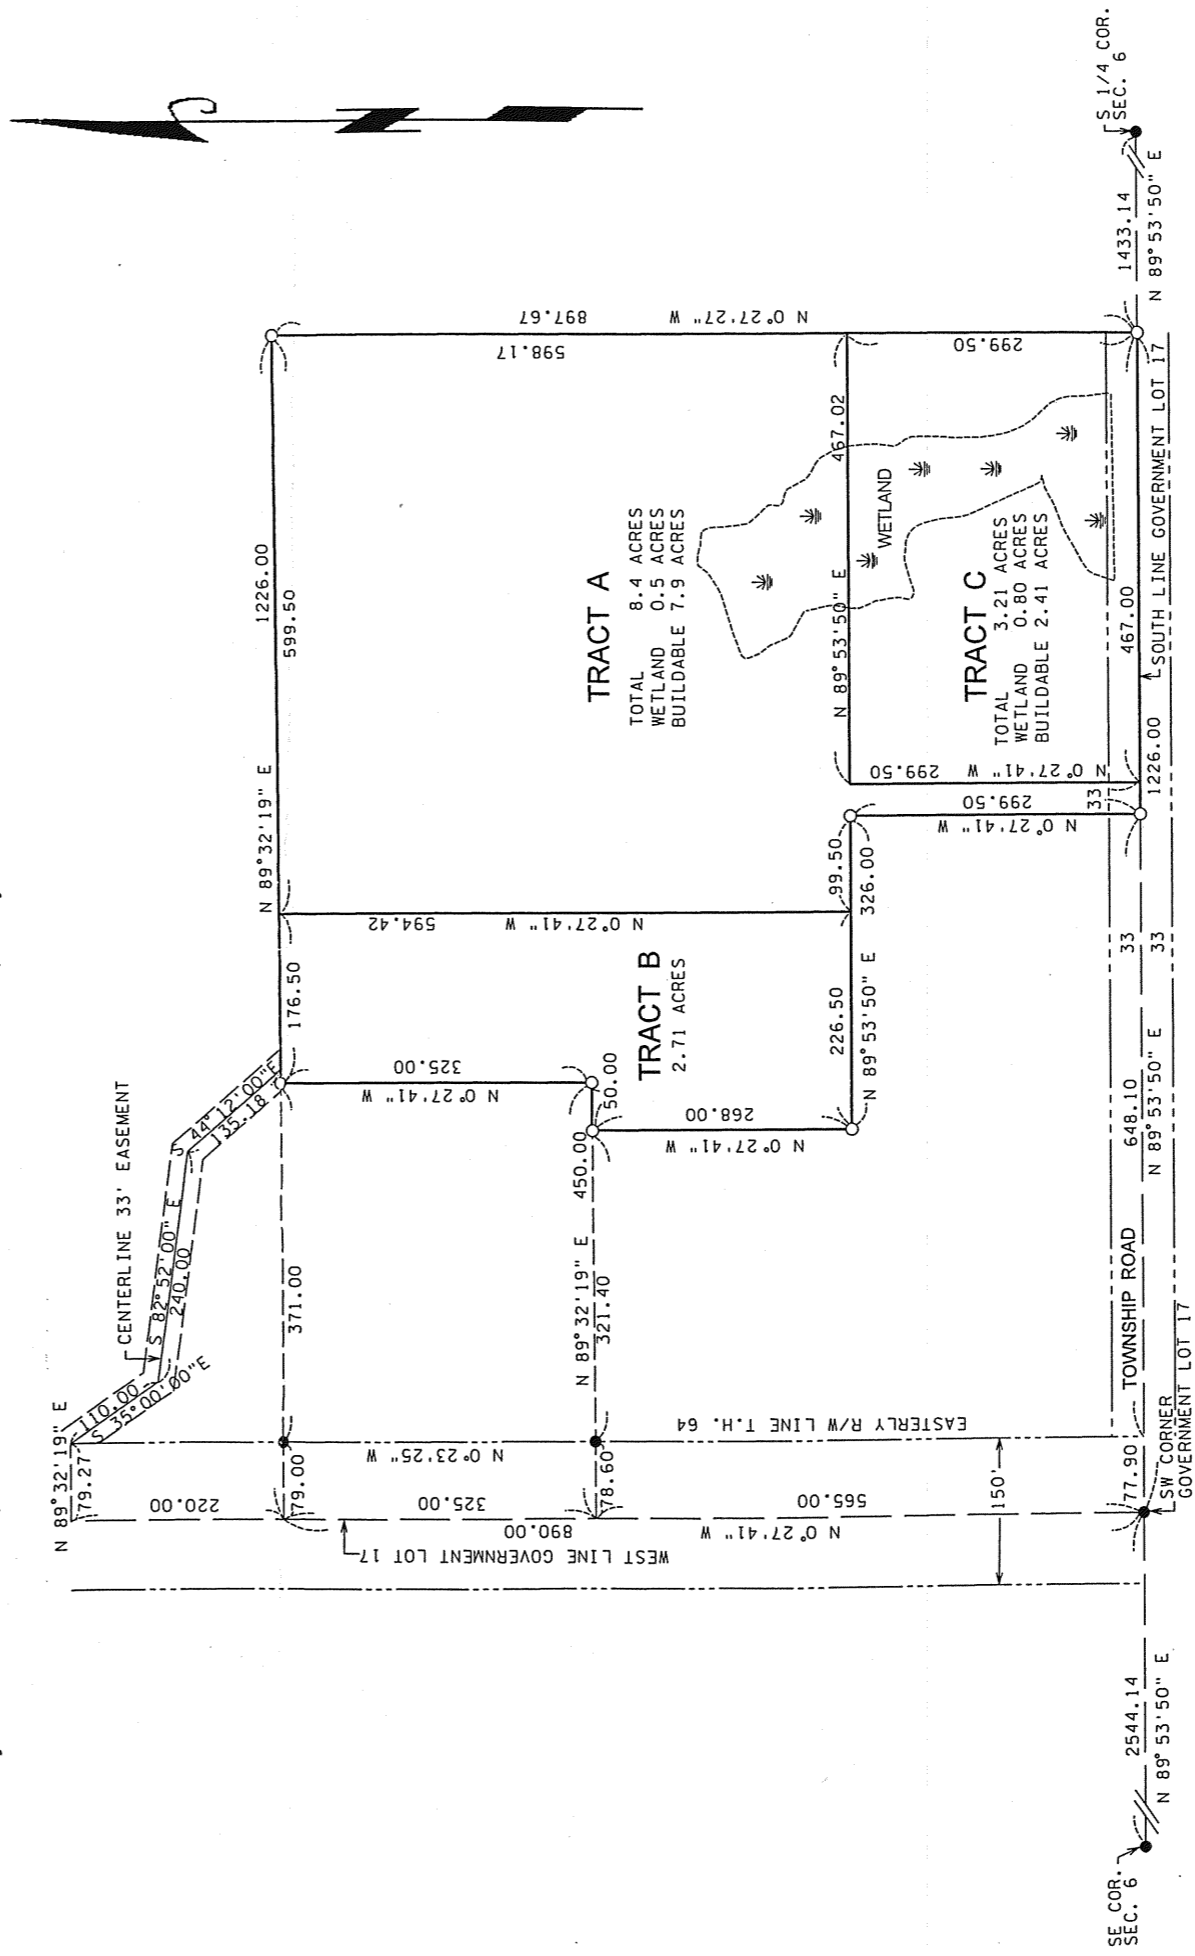 N
S 1/4 COR.
SEC. 6
1433.14
N 89°53'50" E
897.67
N 0°27'27" W
598.17
299.50
1226.00
599.50
N 89°32'19" E
TRACT A
TOTAL 8.4 ACRES
WETLAND 0.5 ACRES
BUILDABLE 7.9 ACRES
467.02
N 89°53'50" E
WETLAND
TRACT C
TOTAL 3.21 ACRES
WETLAND 0.80 ACRES
BUILDABLE 2.41 ACRES
467.00
SOUTH LINE GOVERNMENT LOT 17
1226.00
N 0°27'41" W 299.50
33
299.50
N 0°27'41" W
99.50
326.00
594.42
N 0°27'41" W
176.50
TRACT B
2.71 ACRES
226.50
N 89°53'50" E
325.00
N 0°27'41" W
50.00
268.00
N 0°27'41" W
450.00
N 89°32'19" E
321.40
371.00
CENTERLINE 33' EASEMENT
S 44°12'00"E
135.18
S 82°52'00" E
240.00
110.00
S 35°00'00"E
N 89°32'19" E
79.27
220.00
79.00
N 0°23'25" W
EASTERLY R/W LINE T.H. 64
325.00
78.60
565.00
890.00
N 0°27'41" W
WEST LINE GOVERNMENT LOT 17
150'
33
33
648.10
N 89°53'50" E
TOWNSHIP ROAD
77.90
SW CORNER
GOVERNMENT LOT 17
2544.14
N 89°53'50" E
SE COR.
SEC. 6